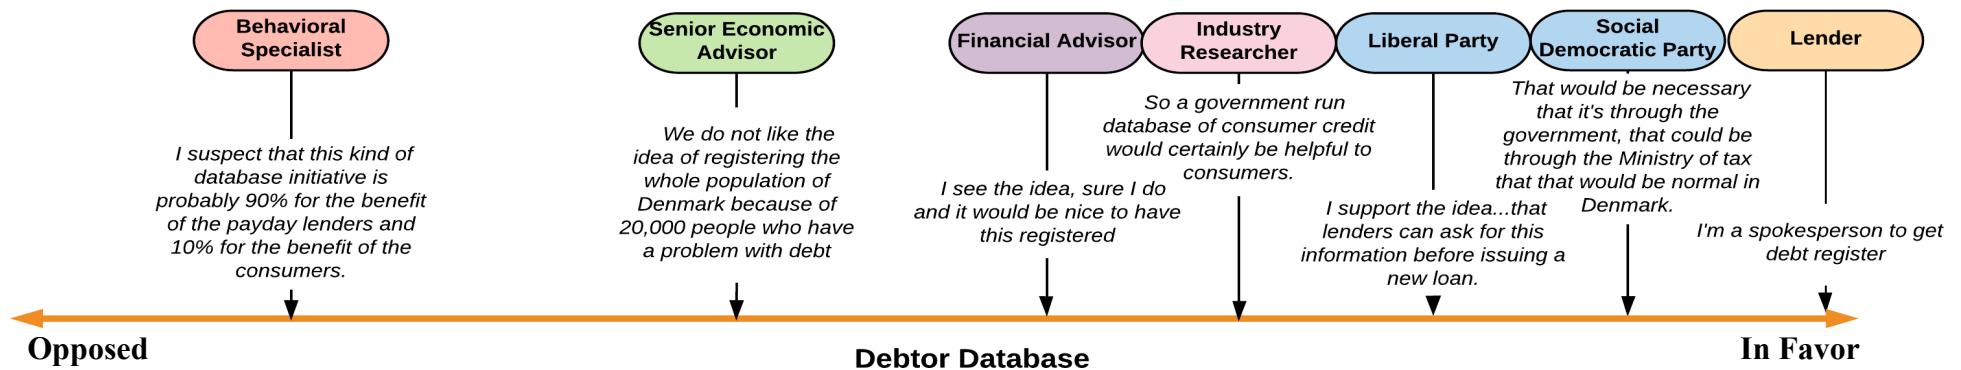 Behavioral
Specialist
I suspect that this kind of
database initiative is
probably 90% for the benefit
of the payday lenders and
10% for the benefit of the
consumers.
Senior Economic
Advisor
We do not like the
idea of registering the
whole population of
Denmark because of
20,000 people who have
a problem with debt
Financial Advisor
I see the idea, sure I do
and it would be nice to have
this registered
Industry
Researcher
So a government run
database of consumer credit
would certainly be helpful to
consumers.
Liberal Party
I support the idea...that
lenders can ask for this
information before issuing a
new loan.
Social
Democratic Party
That would be necessary
that it's through the
government, that could be
through the Ministry of tax
that that would be normal in
Denmark.
Lender
I'm a spokesperson to get
debt register
Opposed
Debtor Database
In Favor